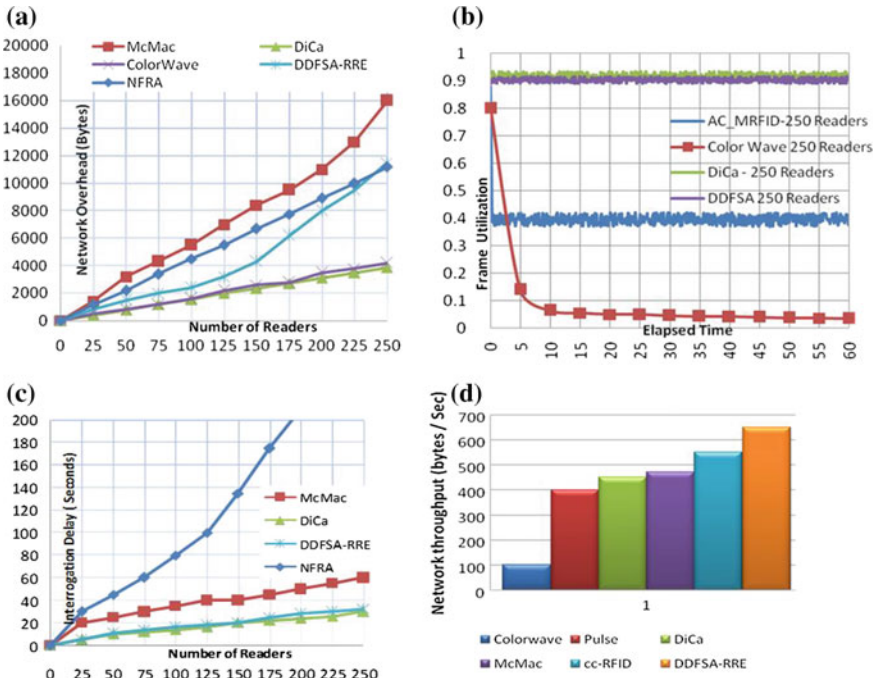 (a)
20000
18000
16000
14000
12000
10000
8000
6000
4000
2000
0
Network Overhead (Bytes)
McMac
DiCa
ColorWave
DDFSA-RRE
NFRA
Number of Readers
0 25 50 75 100 125 150 175 200 225 250
(b)
1
0.9
0.8
0.7
0.6
0.5
0.4
0.3
0.2
0.1
0
Frame Utilization
AC_MRFID-250 Readers
Color Wave 250 Readers
DiCa - 250 Readers
DDFSA 250 Readers
Elapsed Time
0 5 10 15 20 25 30 35 40 45 50 55 60
(c)
200
180
160
140
120
100
80
60
40
20
0
Interrogation Delay (Seconds)
McMac
DiCa
DDFSA-RRE
NFRA
Number of Readers
0 25 50 75 100 125 150 175 200 225 250
(d)
700
600
500
400
300
200
100
0
Network throughput (bytes / Sec)
1
Colorwave Pulse DiCa
McMac cc-RFID DDFSA-RRE